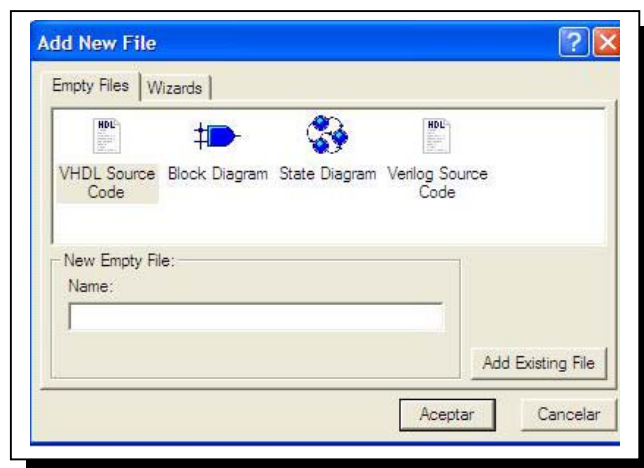 Add New File
Empty Files Wizards
HDL HDL
VHDL Source Block Diagram State Diagram Verilog Source
Code Code
New Empty File:
Name:
Add Existing File
Aceptar Cancelar